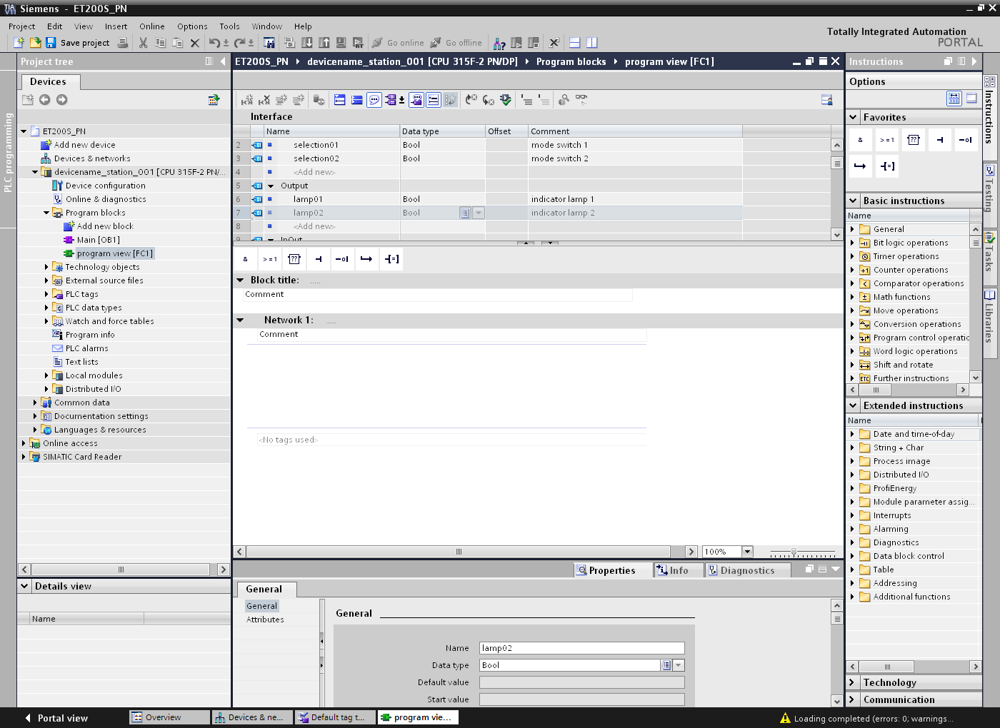 Siemens - ET200S_PN
Project Edit View Insert Online Options Tools Window Help
Totally Integrated Automation
PORTAL
Save project
Go online
Go offline
Project tree
ET200S_PN
devicename_station_001 [CPU 315F-2 PN/DP]
Program blocks
program view [FC1]
Instructions
Devices
Options
PLC programming
Interface
Name Data type Offset Comment
2 selection01 Bool mode switch 1
3 selection02 Bool mode switch 2
4 <Add new>
5 Output
6 lamp01 Bool indicator lamp 1
7 lamp02 Bool indicator lamp 2
8 <Add new>
9 InOut
ET200S_PN
Add new device
Devices & networks
devicename_station_001 [CPU 315F-2 PN/...
Device configuration
Online & diagnostics
Program blocks
Add new block
Main [OB1]
program view [FC1]
Technology objects
External source files
PLC tags
PLC data types
Watch and force tables
Program info
PLC alarms
Text lists
Local modules
Distributed I/O
Common data
Documentation settings
Languages & resources
Online access
SIMATIC Card Reader
Details view
Name
& >=1 ??
Block title: .....
Comment
Network 1: .....
Comment
<No tags used>
100%
Properties Info Diagnostics
General
General
Attributes
General
Name lamp02
Data type Bool
Default value
Start value
Favorites
& >=1 ??
Basic instructions
Name
General
Bit logic operations
Timer operations
Counter operations
Comparator operations
Math functions
Move operations
Conversion operations
Program control operatic
Word logic operations
Shift and rotate
Further instructions
Extended instructions
Name
Date and time-of-day
String + Char
Process image
Distributed I/O
ProfiEnergy
Module parameter assig...
Interrupts
Alarming
Diagnostics
Data block control
Table
Addressing
Additional functions
Technology
Communication
Instructions
Testing
Tasks
Libraries
Portal view
Overview
Devices & ne...
Default tag t...
program vie...
Loading completed (errors: 0; warnings...